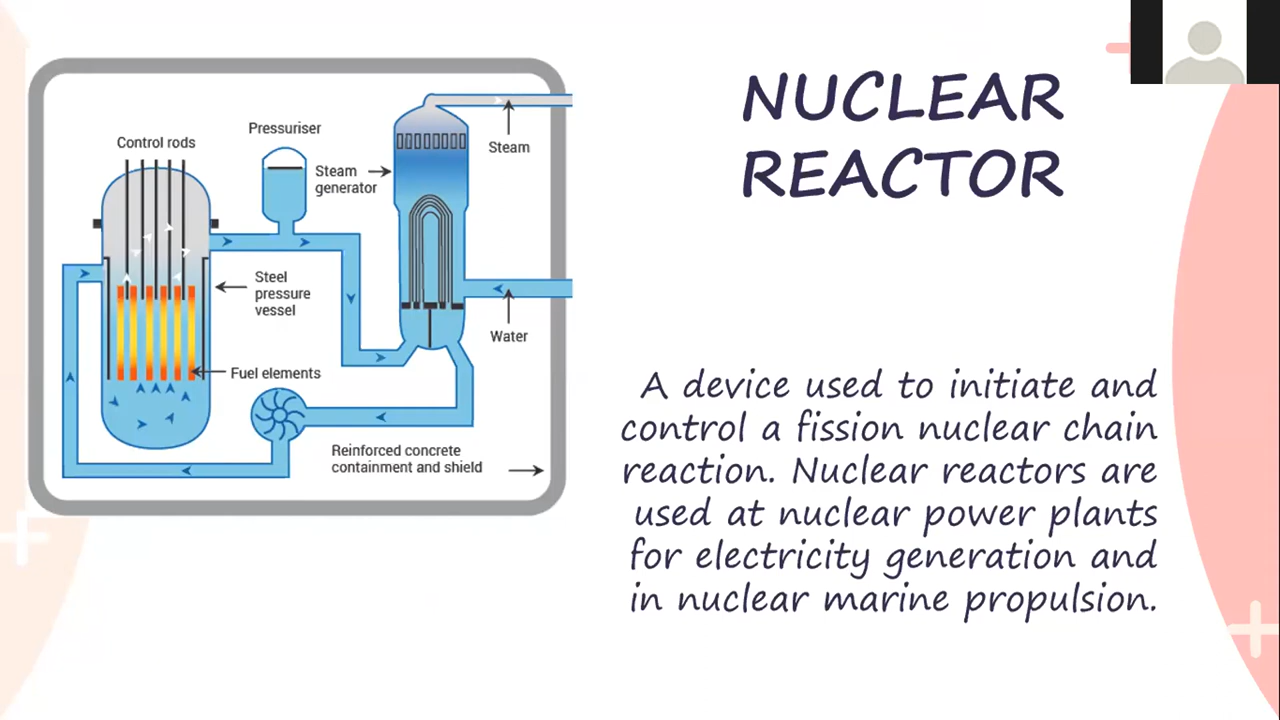 NUCLEAR
REACTOR
Control rods
Pressuriser
Steam
generator
Steam
Steel
pressure
vessel
Water
Fuel elements
Reinforced concrete
containment and shield
A device used to initiate and
control a fission nuclear chain
reaction. Nuclear reactors are
used at nuclear power plants
for electricity generation and
in nuclear marine propulsion.